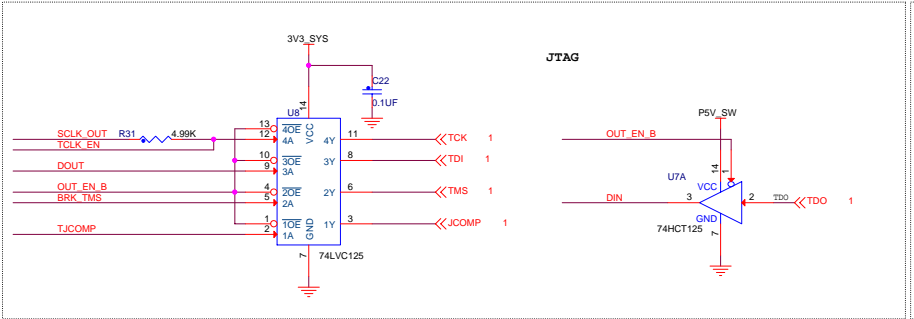 3V3_SYS
JTAG
C22
0.1UF
U8
14
VCC
P5V_SW
SCLK_OUT R31 4.99K
TCLK_EN
13 4OE
12 4A 4Y 11 TCK 1
OUT_EN_B
10 3OE 3Y 8 TDI 1
DOUT 9 3A
14 1
U7A
VCC
OUT_EN_B 4 2OE 2Y 6 TMS 1
BRK_TMS 5 2A
DIN 3 2 TDO TDO 1
1 1OE 1Y 3 JCOMP 1
TJCOMP 2 1A
GND
GND
74HCT125
7
7
74LVC125